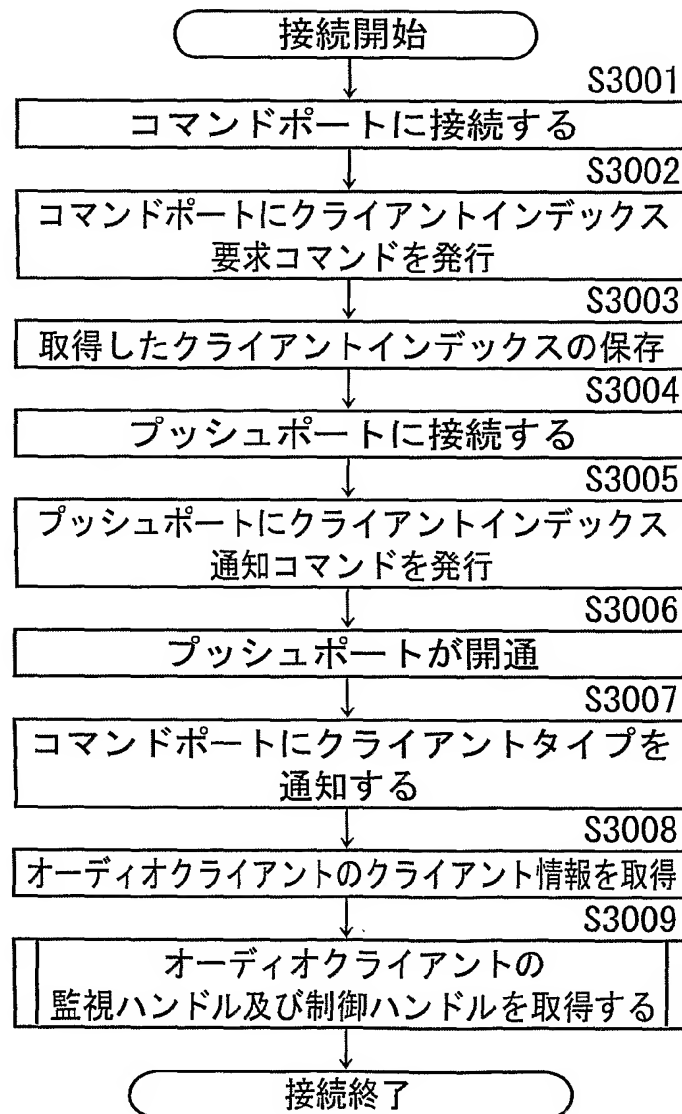 接続開始
S3001
コマンドポートに接続する
S3002
コマンドポートにクライアントインデックス
要求コマンドを発行
S3003
取得したクライアントインデックスの保存
S3004
プッシュポートに接続する
S3005
プッシュポートにクライアントインデックス
通知コマンドを発行
S3006
プッシュポートが開通
S3007
コマンドポートにクライアントタイプを
通知する
S3008
オーディオクライアントのクライアント情報を取得
S3009
オーディオクライアントの
監視ハンドル及び制御ハンドルを取得する
接続終了